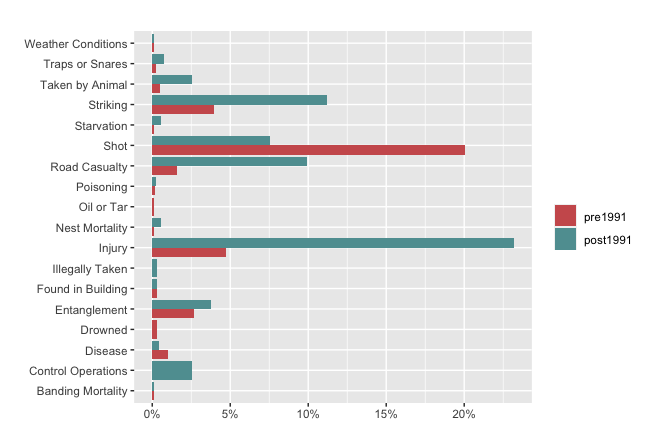 Weather Conditions
Traps or Snares
Taken by Animal
Striking
Starvation
Shot
Road Casualty
Poisoning
Oil or Tar
Nest Mortality
Injury
Illegally Taken
Found in Building
Entanglement
Drowned
Disease
Control Operations
Banding Mortality
0% 5% 10% 15% 20%
pre1991
post1991